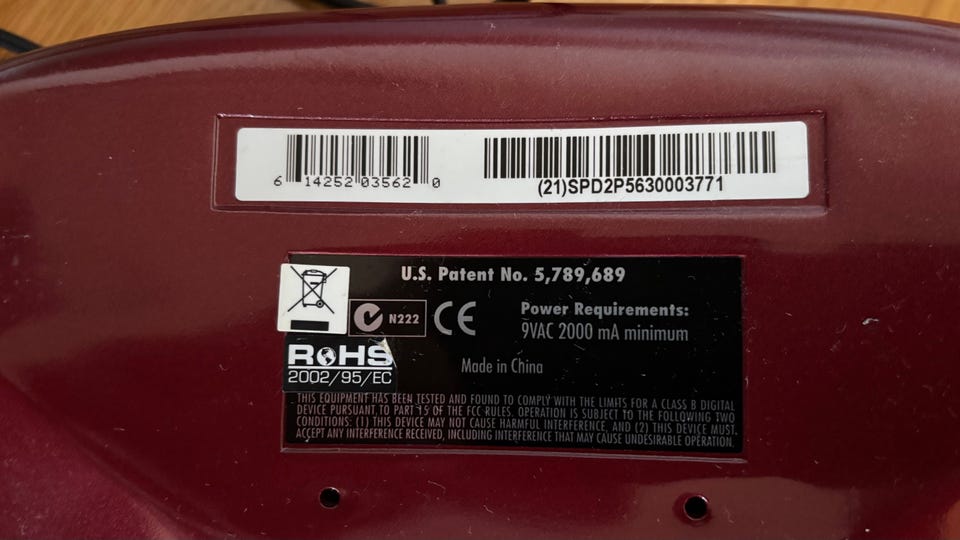 6 14252 03562 0
(21)SPD2P5630003771
U.S. Patent No. 5,789,689
N222
CE
Power Requirements:
9VAC 2000 mA minimum
RoHS
2002/95/EC
Made in China
THIS EQUIPMENT HAS BEEN TESTED AND FOUND TO COMPLY WITH THE LIMITS FOR A CLASS B DIGITAL
DEVICE PURSUANT TO PART 15 OF THE FCC RULES. OPERATION IS SUBJECT TO THE FOLLOWING TWO
CONDITIONS: (1) THIS DEVICE MAY NOT CAUSE HARMFUL INTERFERENCE, AND (2) THIS DEVICE MUST
ACCEPT ANY INTERFERENCE RECEIVED, INCLUDING INTERFERENCE THAT MAY CAUSE UNDESIRABLE OPERATION.